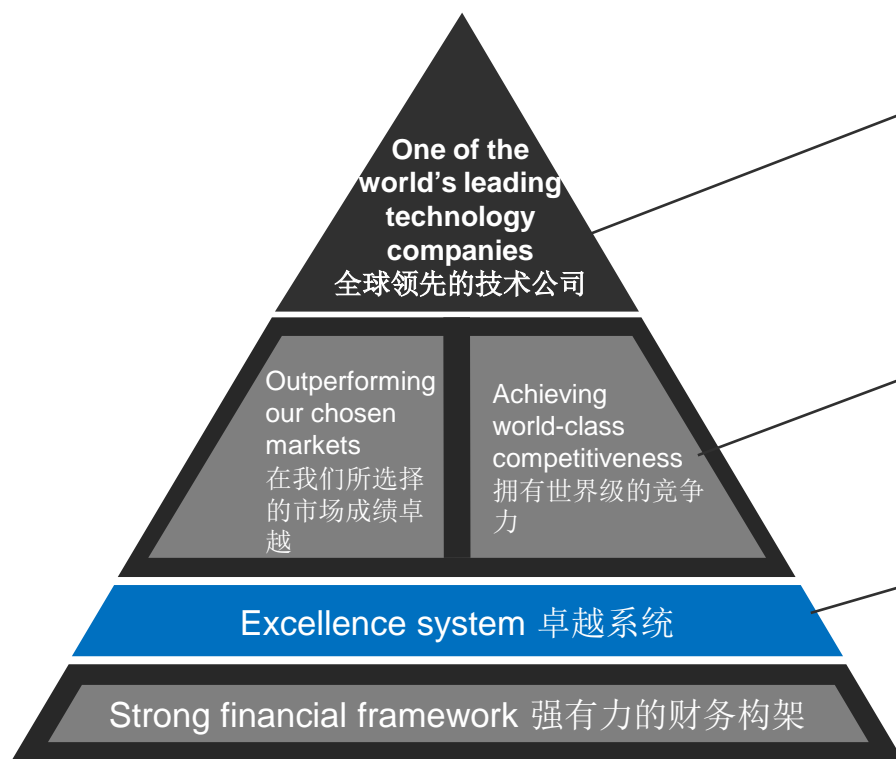 One of the
world’s leading
technology
companies
全球领先的技术公司
Outperforming
our chosen
markets
在我们所选择
的市场成绩卓
越
Achieving
world-class
competitiveness
拥有世界级的竞争
力
Excellence system 卓越系统
Strong financial framework 强有力的财务构架